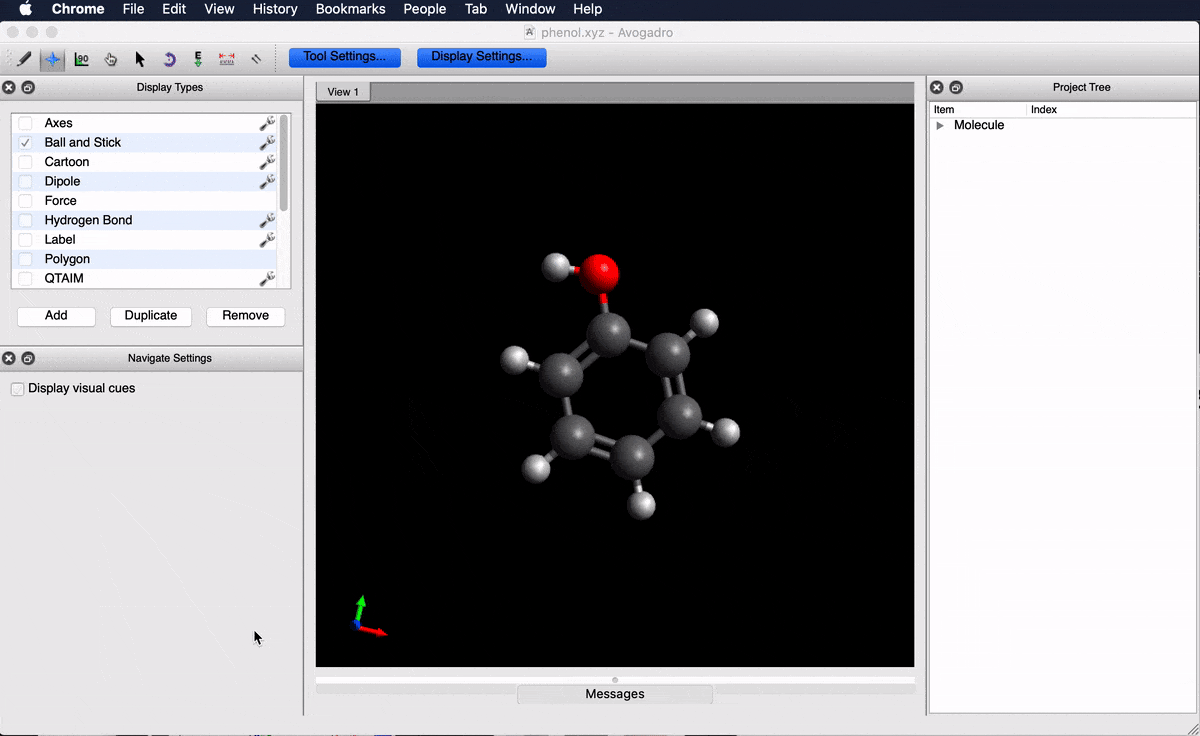 Chrome File Edit View History Bookmarks People Tab Window Help
phenol.xyz - Avogadro
90 E Tool Settings... Display Settings...
Display Types
View 1
Project Tree
Item Index
Molecule
Axes
Ball and Stick
Cartoon
Dipole
Force
Hydrogen Bond
Label
Polygon
QTAIM
Add Duplicate Remove
Navigate Settings
Display visual cues
Messages